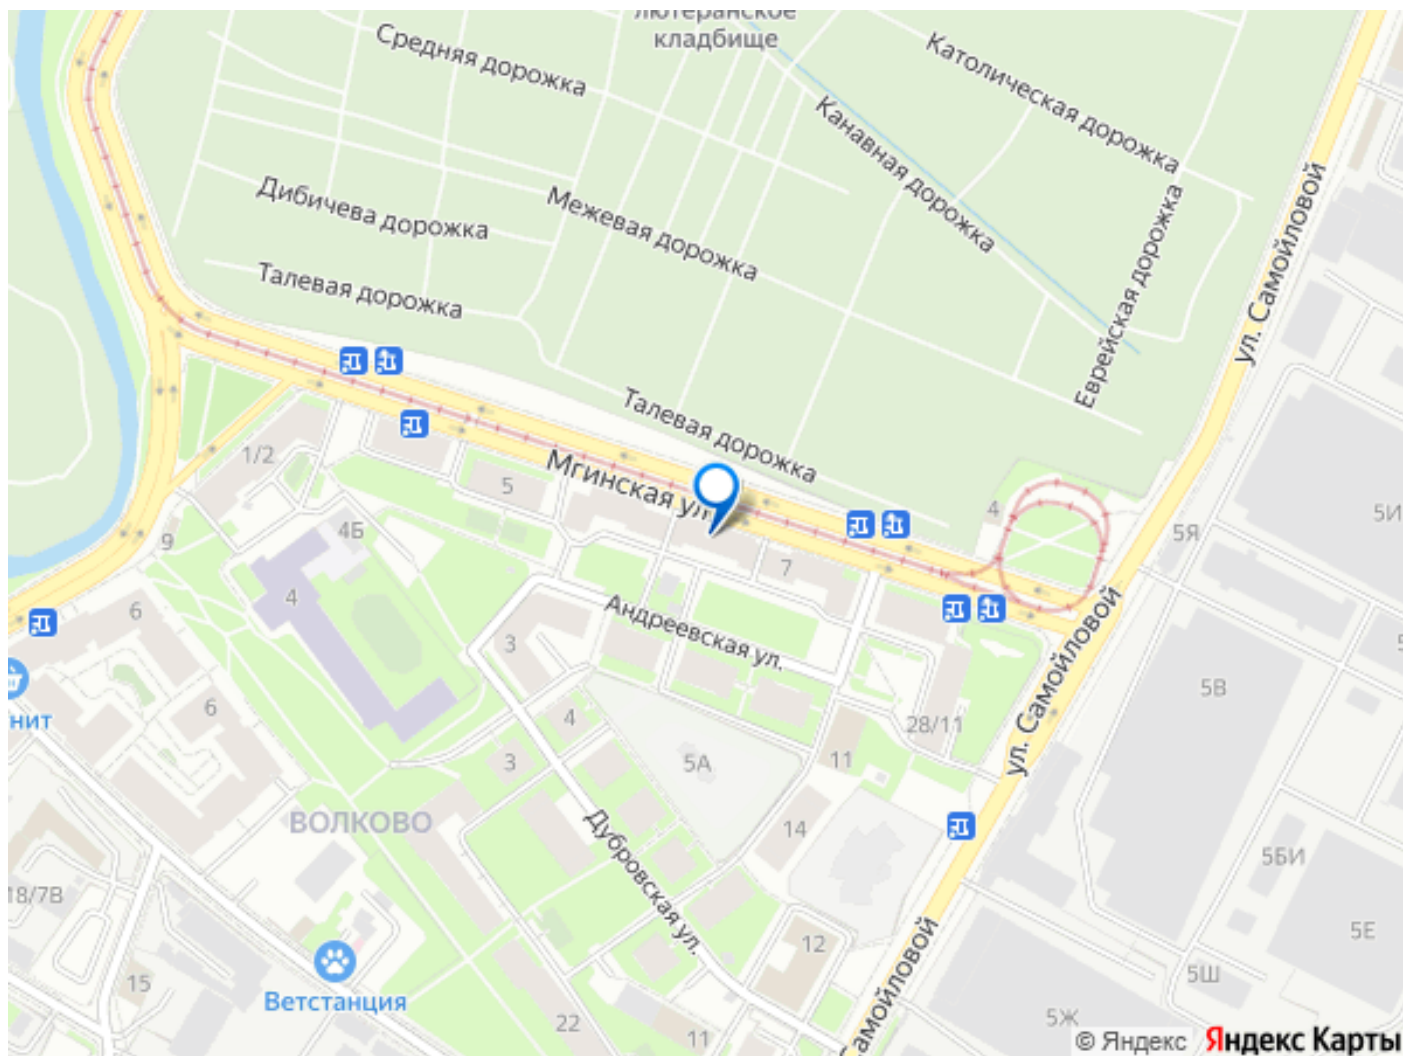 лютеранское
кладбище
Средняя дорожка
Католическая дорожка
Канавная дорожка
Дибичева дорожка
Межевая дорожка
Еврейская дорожка
ул. Самойловой
Талевая дорожка
Талевая дорожка
1/2
Мгинская ул.
5
4
5И
4Б
5Я
9
7
4
6
Андреевская ул.
3
5В
нит
6
4
28/11
ул. Самойловой
3
5А
11
ВОЛКОВО
14
Дубровская ул.
5БИ
18/7В
12
5Е
15
Ветстанция
5Ш
22
11
Самойловой
5Ж
© Яндекс Яндекс Карты